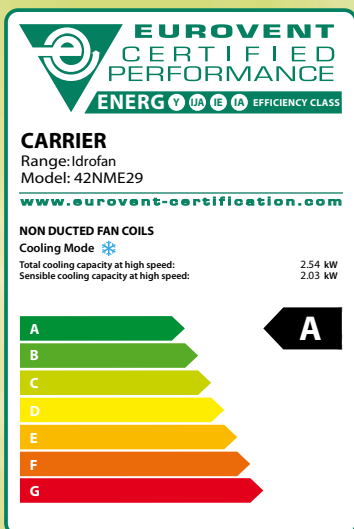 EUROVENT
CERTIFIED
PERFORMANCE
ENERG Y IJA IE IA EFFICIENCY CLASS
CARRIER
Range: Idrofan
Model: 42NME29
www.eurovent-certification.com
NON DUCTED FAN COILS
Cooling Mode
Total cooling capacity at high speed: 2.54 kW
Sensible cooling capacity at high speed: 2.03 kW
A
A
B
C
D
E
F
G